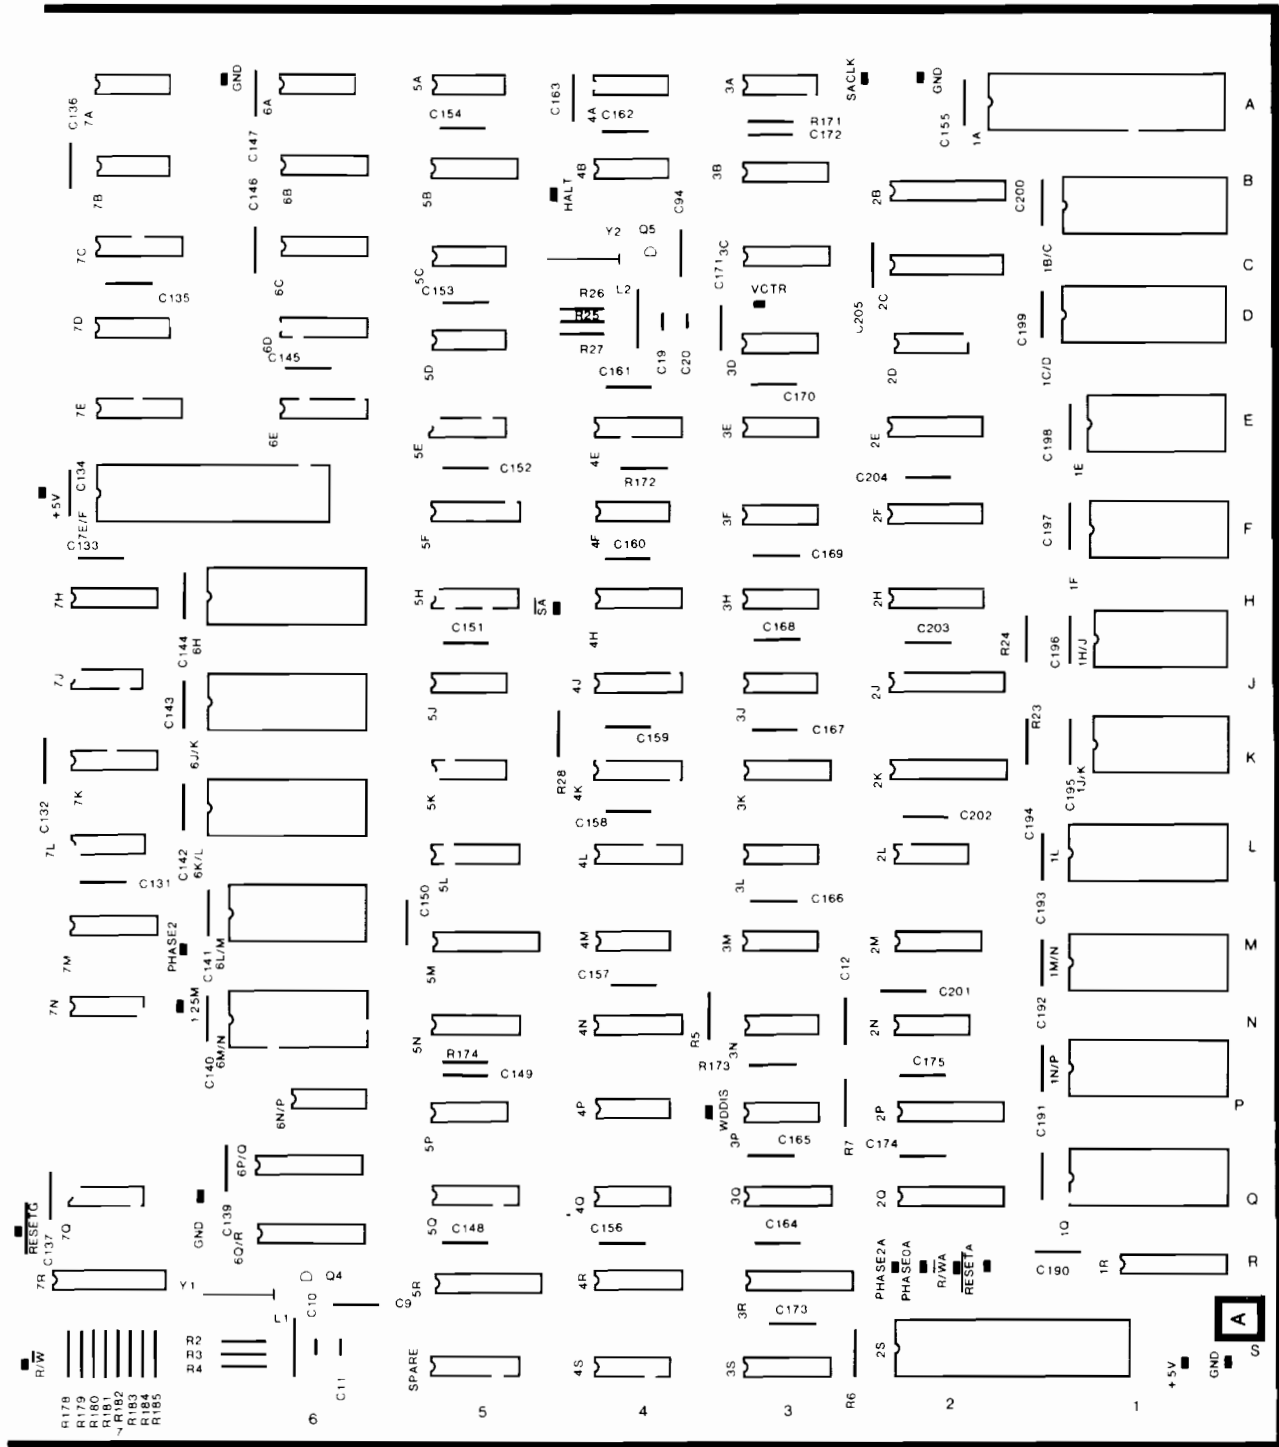 C136
7A
GND
6A
C147
5A
C154
C163
4A
C162
3A
R171
C172
SACLK
GND
C155
1A
A
7B
C146
6B
5B
4B
HALT
C94
3B
2B
C200
B
7C
C135
6C
5C
C153
Y2
Q5
L2
C171
3C
VCTR
C205
2C
1B/C
C
7D
6D
C145
5D
R26
R25
R27
C161
C19
C20
3D
C170
2D
C199
1C/D
D
7E
6E
5E
C152
4E
R172
3E
2E
C204
C198
1E
E
+5V
C134
7E/F
C133
5F
4F
C160
3F
C169
2F
C197
1F
F
7H
C144
6H
5H
C151
SA
4H
3H
C168
2H
C203
R24
C196
1H/J
H
7J
C143
6J/K
5J
4J
C159
R28
3J
C167
2J
R23
J
C132
7K
C142
6K/L
5K
4K
C158
3K
2K
C202
C195
1J/K
K
7L
C131
5L
C150
4L
3L
C166
2L
C194
1L
C193
L
7M
PHASE2
C141
6L/M
5M
4M
C157
3M
C12
2M
C201
1M/N
C192
M
7N
1.25M
C140
6M/N
5N
R174
C149
4N
R5
R173
3N
2N
C175
1N/P
C191
N
6N/P
5P
4P
WDDIS
3P
C165
R7
2P
C174
P
RESETG
C137
7Q
GND
C139
6P/Q
6Q/R
5Q
C148
4Q
C156
3Q
C164
2Q
1Q
Q
7R
Y1
Q4
C10
C9
5R
4R
3R
C173
PHASE2A
PHASE0A
R/WA
RESETA
C190
1R
R
R/W
R2
R3
R4
L1
C11
SPARE
4S
3S
R6
2S
+5V
GND
A
S
R178
R179
R180
R181
R182
R183
R184
R185
7
6
5
4
3
2
1